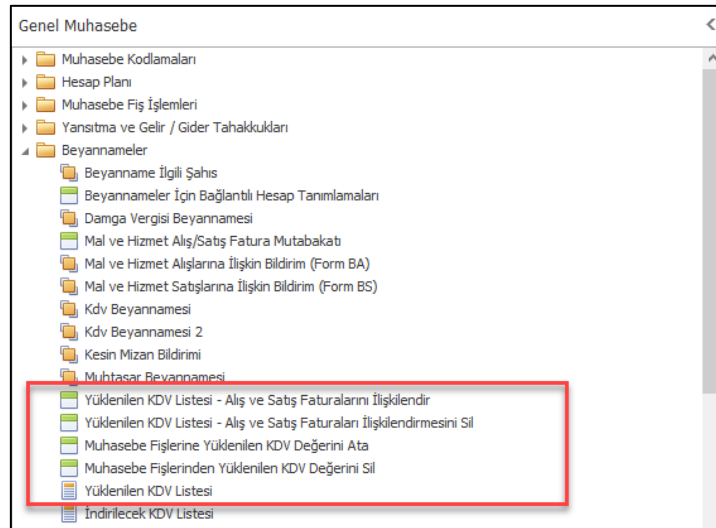 Genel Muhasebe
Muhasebe Kodlamaları
Hesap Planı
Muhasebe Fiş İşlemleri
Yansıtma ve Gelir / Gider Tahakkukları
Beyannameler
Beyanname İlgili Şahıs
Beyannameler İçin Bağlantılı Hesap Tanımlamaları
Damga Vergisi Beyannamesi
Mal ve Hizmet Alış/Satış Fatura Mutabakatı
Mal ve Hizmet Alışlarına İlişkin Bildirim (Form BA)
Mal ve Hizmet Satışlarına İlişkin Bildirim (Form BS)
Kdv Beyannamesi
Kdv Beyannamesi 2
Kesin Mizan Bildirimi
Muhtasar Beyannamesi
Yüklenilen KDV Listesi - Alış ve Satış Faturalarını İlişkilendir
Yüklenilen KDV Listesi - Alış ve Satış Faturaları İlişkilendirmesini Sil
Muhasebe Fişlerine Yüklenilen KDV Değerini Ata
Muhasebe Fişlerinden Yüklenilen KDV Değerini Sil
Yüklenilen KDV Listesi
İndirilecek KDV Listesi